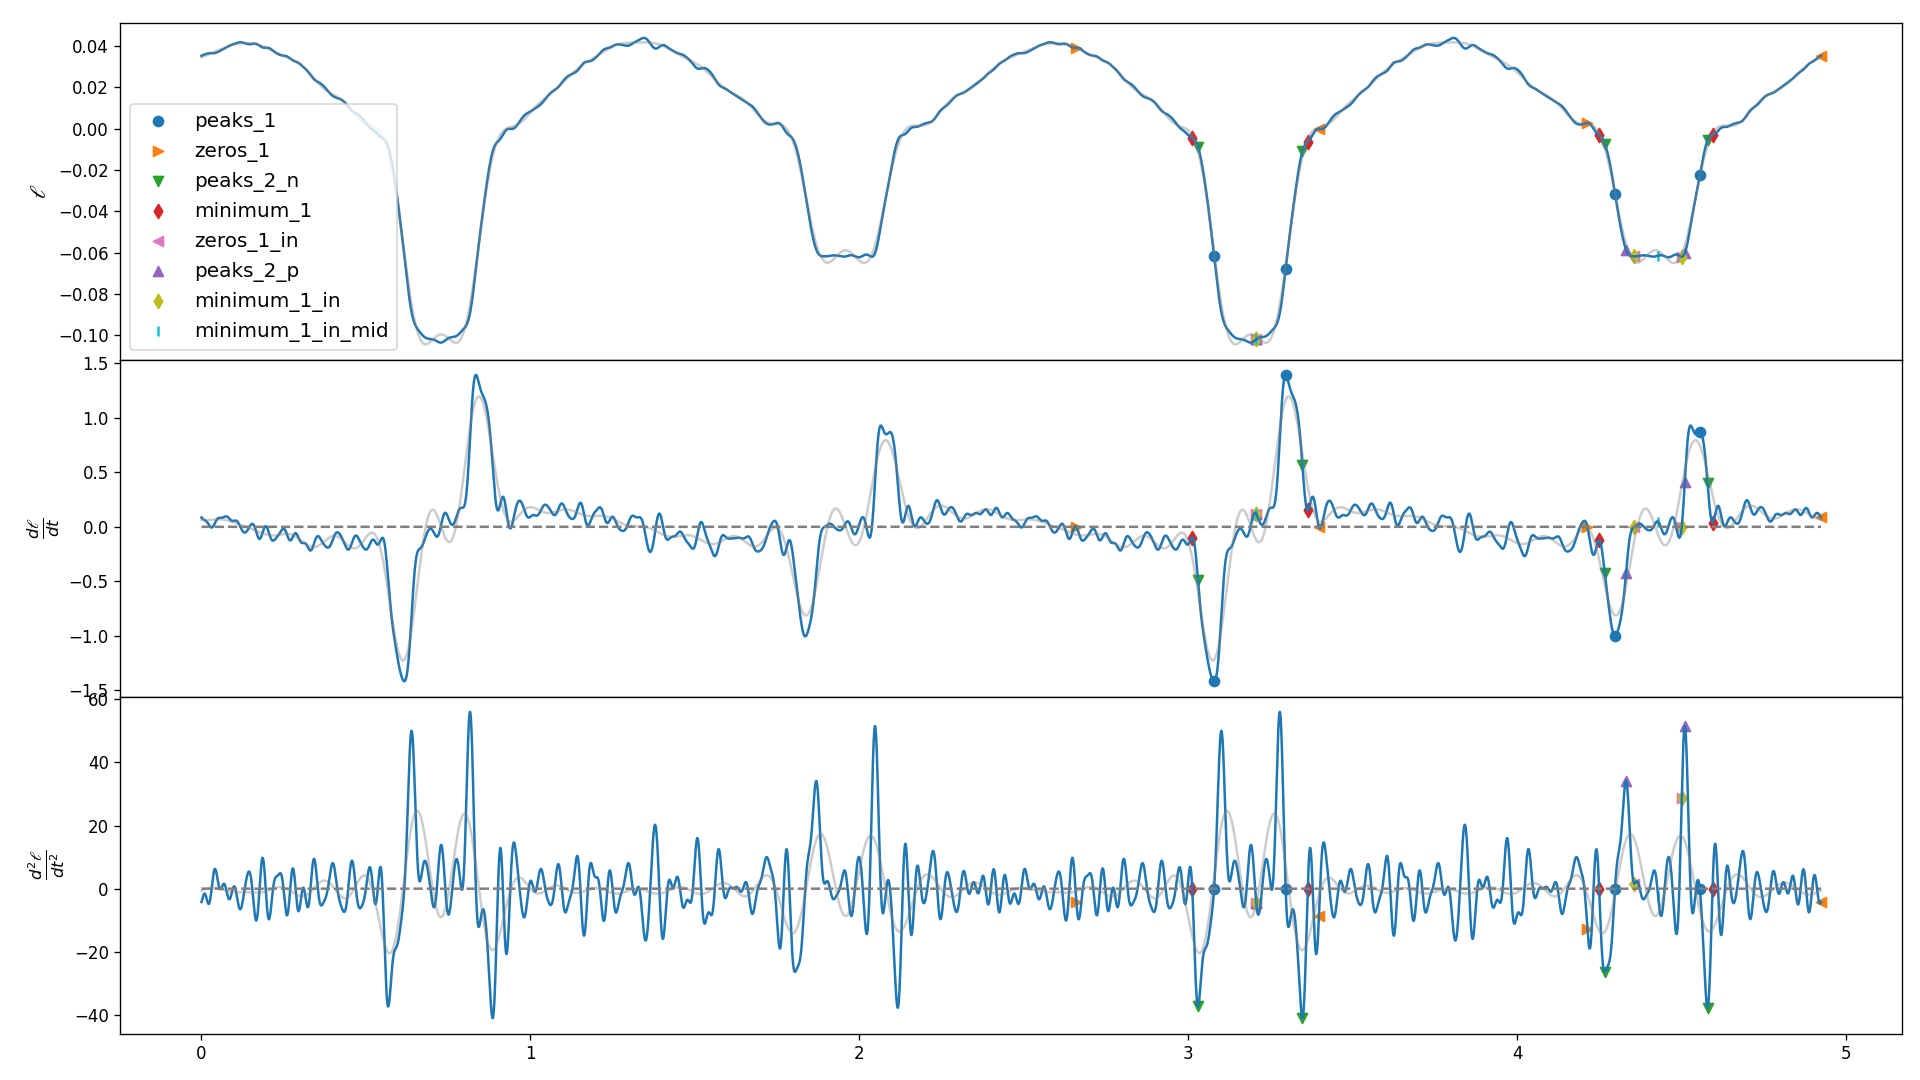 0.04
0.02
0.00
−0.02
−0.04
−0.06
−0.08
−0.10
ℓ
peaks_1
zeros_1
peaks_2_n
minimum_1
zeros_1_in
peaks_2_p
minimum_1_in
minimum_1_in_mid
1.5
1.0
0.5
0.0
−0.5
−1.0
−1.5
dℓ
dt
60
40
20
0
−20
−40
d²ℓ
dt²
0 1 2 3 4 5